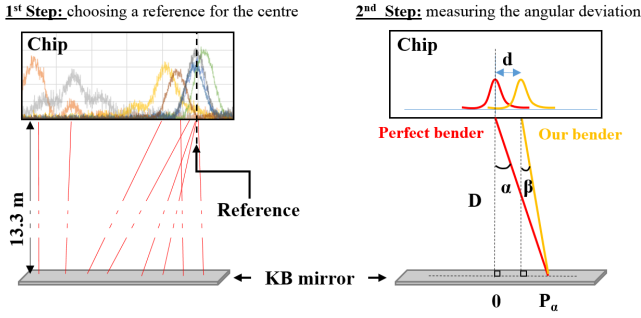 1st Step: choosing a reference for the centre
Chip
13.3 m
Reference
KB mirror
2nd Step: measuring the angular deviation
Chip
d
Perfect bender
Our bender
α
β
D
0
Pα